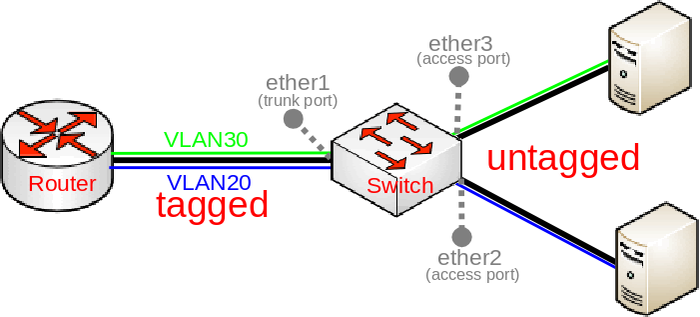 ether3
(access port)
ether1
(trunk port)
VLAN30
untagged
Router
VLAN20
Switch
tagged
ether2
(access port)